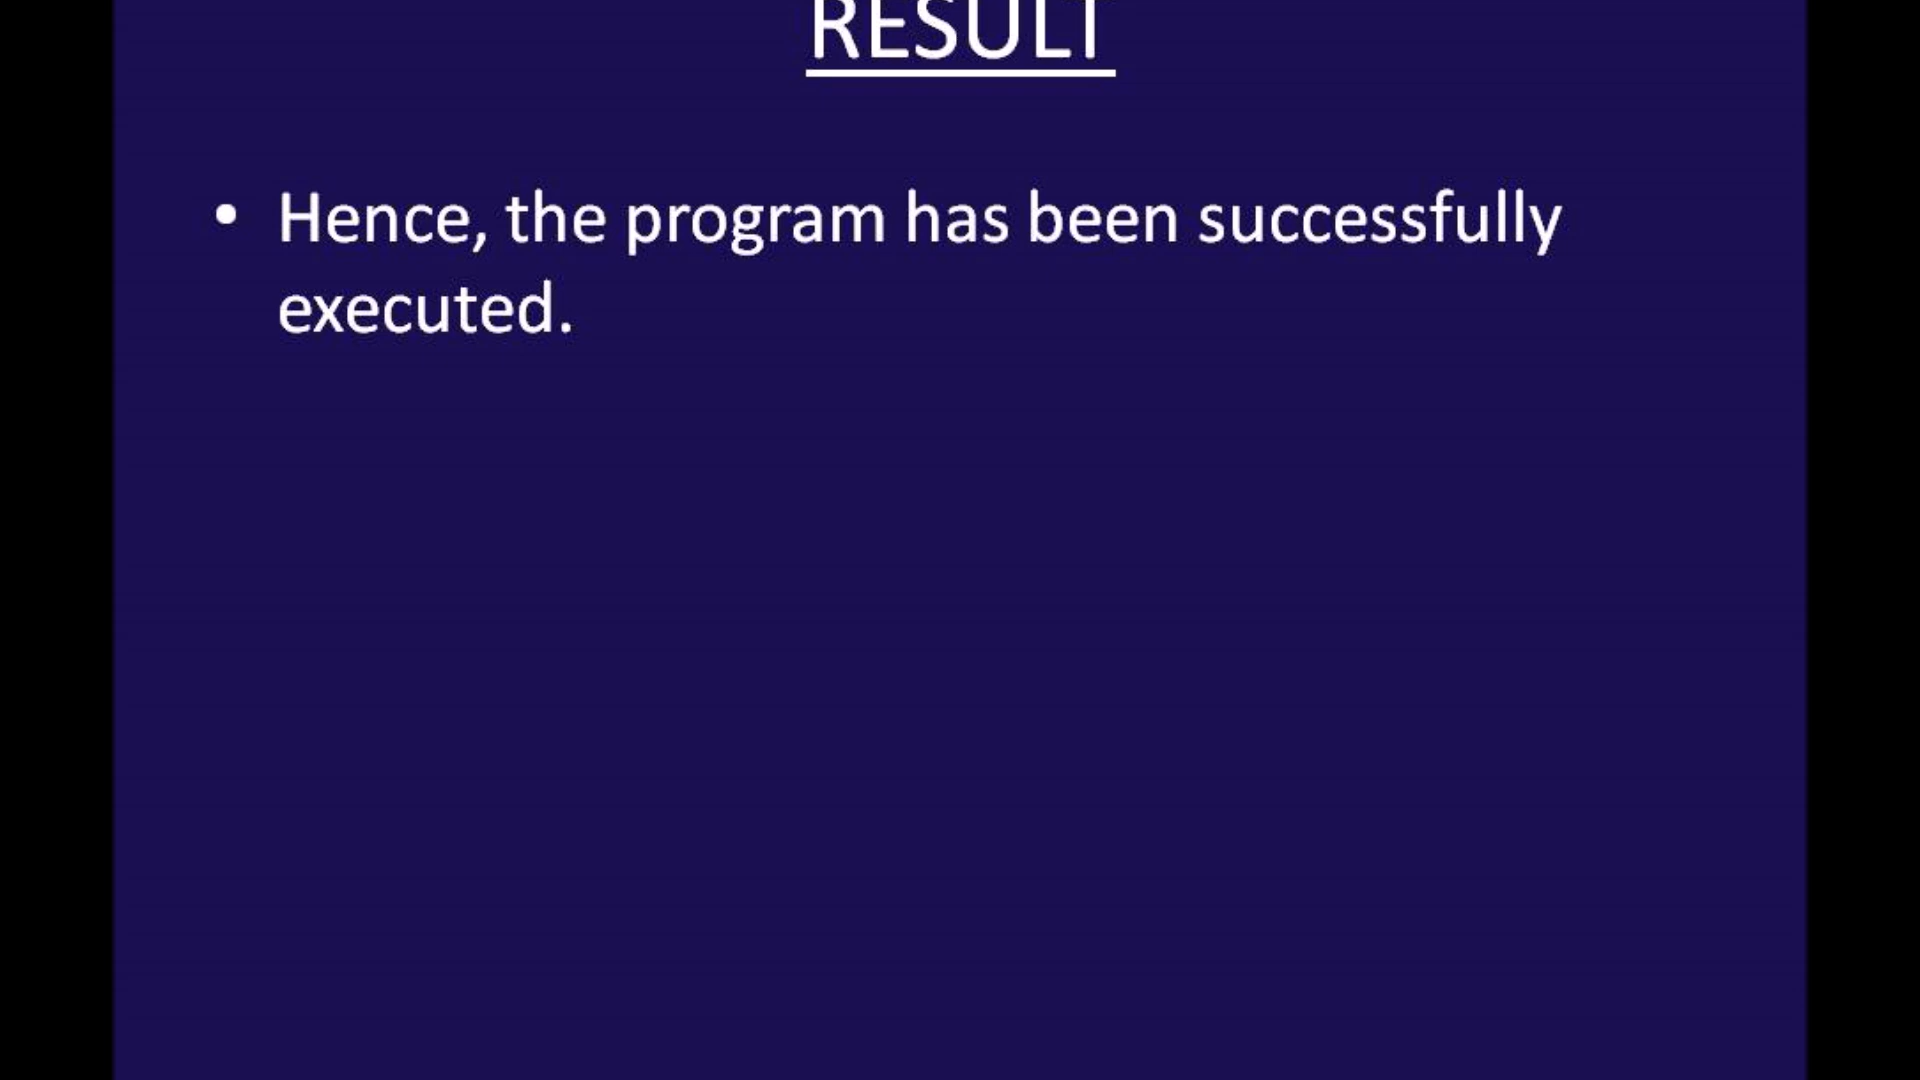 RESULT
• Hence, the program has been successfully
executed.